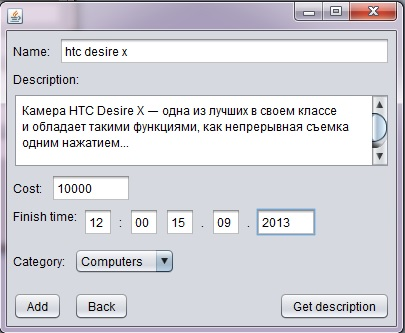 Name: htc desire x
Description:
Камера HTC Desire X — одна из лучших в своем классе
и обладает такими функциями, как непрерывная съемка
одним нажатием...
Cost: 10000
Finish time: 12 : 00 15 . 09 . 2013
Category: Computers
Add Back Get description